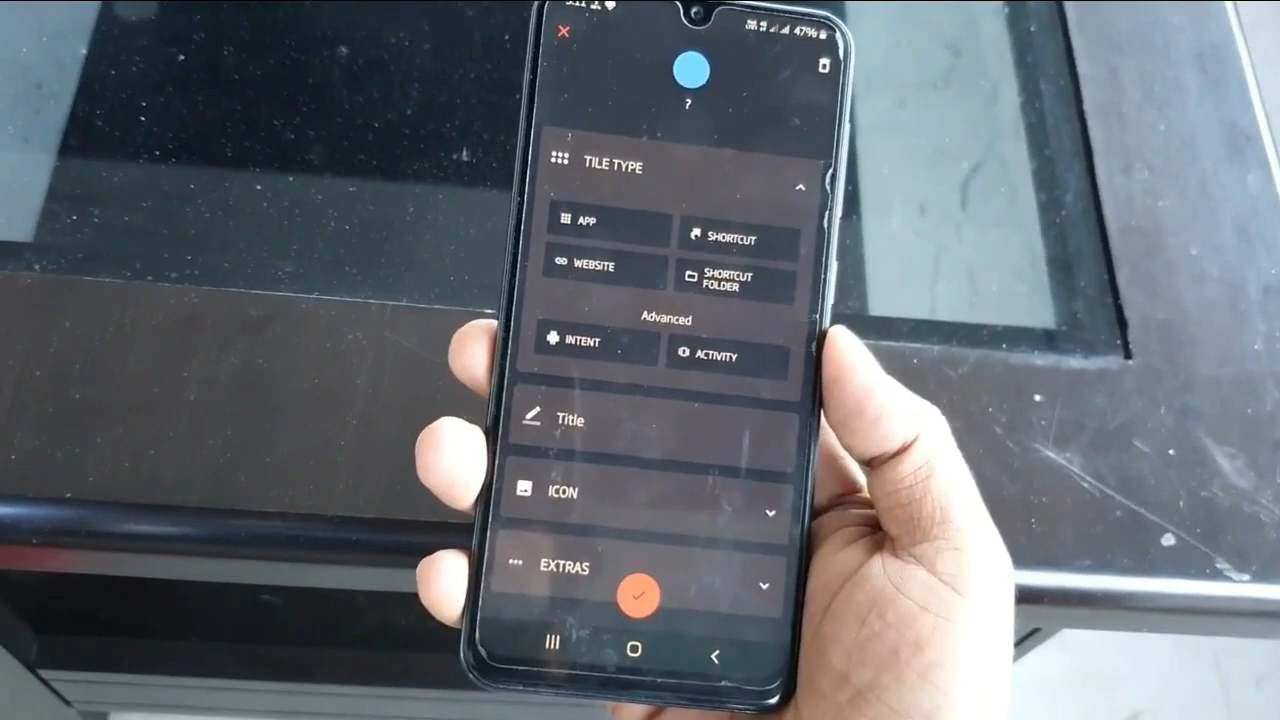 47%
?
TILE TYPE
APP
SHORTCUT
WEBSITE
SHORTCUT
FOLDER
Advanced
INTENT
ACTIVITY
Title
ICON
EXTRAS